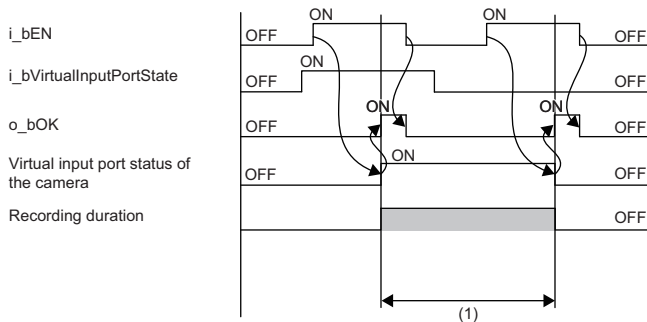 ON ON
i_bEN OFF OFF
ON
i_bVirtualInputPortState OFF OFF
ON ON
o_bOK OFF OFF
Virtual input port status of
the camera
ON
OFF OFF
Recording duration OFF OFF
(1)